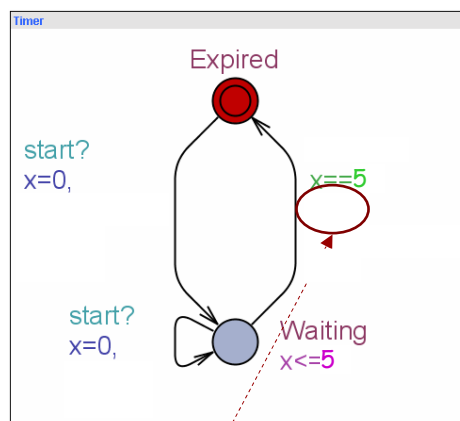 Timer
Expired
start?
x=0,
x==5
start?
x=0,
Waiting
x<=5